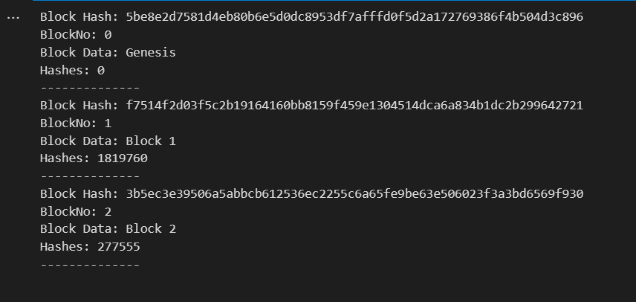 Block Hash: 5be8e2d7581d4eb80b6e5d0dc8953df7afffd0f5d2a172769386f4b504d3c896
BlockNo: 0
Block Data: Genesis
Hashes: 0
--------------
Block Hash: f7514f2d03f5c2b19164160bb8159f459e1304514dca6a834b1dc2b299642721
BlockNo: 1
Block Data: Block 1
Hashes: 1819760
--------------
Block Hash: 3b5ec3e39506a5abbcb612536ec2255c6a65fe9be63e506023f3a3bd6569f930
BlockNo: 2
Block Data: Block 2
Hashes: 277555
--------------